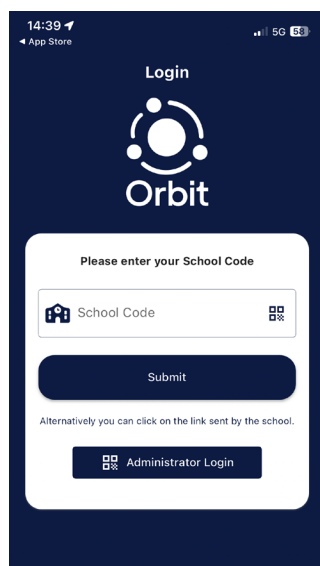 14:39
5G 58
App Store
Login
Orbit
Please enter your School Code
School Code
Submit
Alternatively you can click on the link sent by the school.
Administrator Login